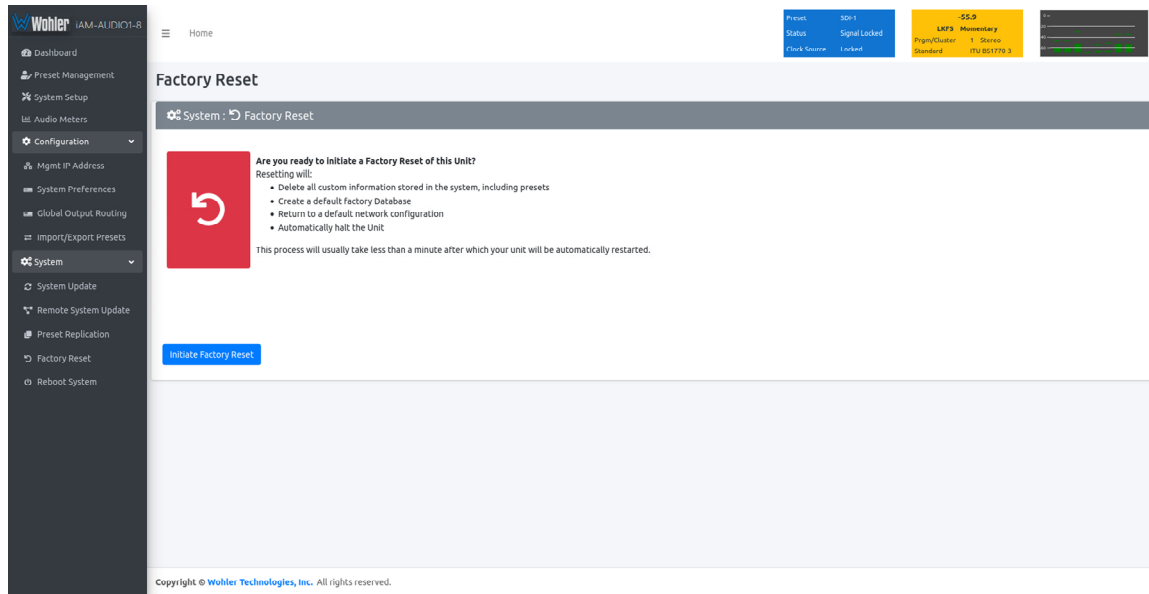 Wohler iAM-AUDIO1-8
Dashboard
Preset Management
System Setup
Audio Meters
Configuration
Mgmt IP Address
System Preferences
Global Output Routing
Import/Export Presets
System
System Update
Remote System Update
Preset Replication
Factory Reset
Reboot System
Home
Preset SDI-1
Status Signal Locked
Clock Source Locked
-55.9
LKFS Momentary
Prgm/Cluster 1 Stereo
Standard ITU BS1770 3
Factory Reset
System : Factory Reset
Are you ready to initiate a Factory Reset of this Unit?
Resetting will:
Delete all custom information stored in the system, including presets
Create a default factory Database
Return to a default network configuration
Automatically halt the Unit
This process will usually take less than a minute after which your unit will be automatically restarted.
Initiate Factory Reset
Copyright © Wohler Technologies, Inc. All rights reserved.